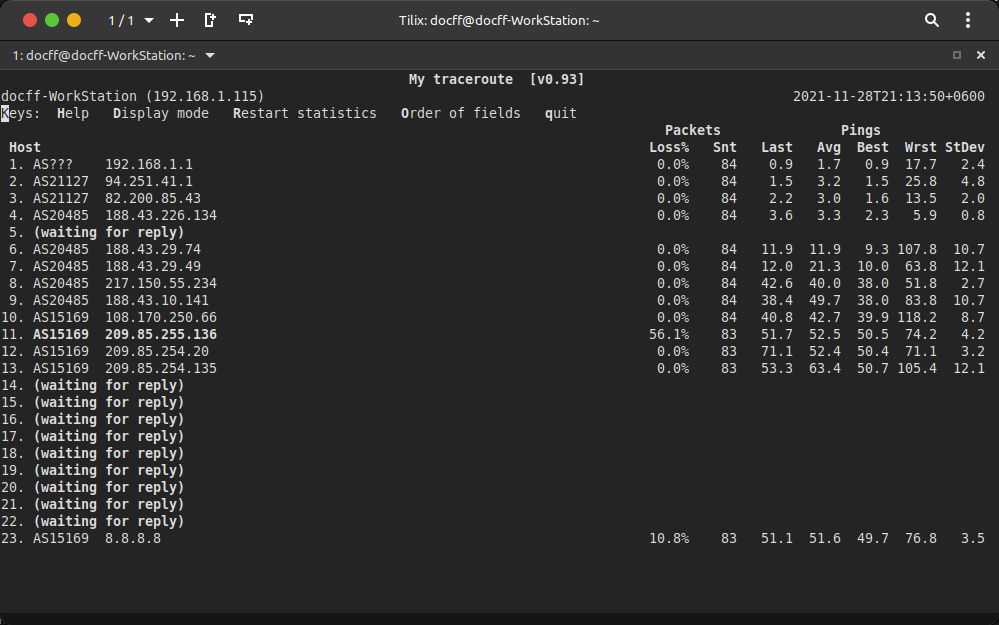 1 / 1 Tilix: docff@docff-WorkStation: ~
1: docff@docff-WorkStation: ~
My traceroute [v0.93]
docff-WorkStation (192.168.1.115) 2021-11-28T21:13:50+0600
Keys: Help Display mode Restart statistics Order of fields quit
Packets Pings
Host Loss% Snt Last Avg Best Wrst StDev
1. AS??? 192.168.1.1 0.0% 84 0.9 1.7 0.9 17.7 2.4
2. AS21127 94.251.41.1 0.0% 84 1.5 3.2 1.5 25.8 4.8
3. AS21127 82.200.85.43 0.0% 84 2.2 3.0 1.6 13.5 2.0
4. AS20485 188.43.226.134 0.0% 84 3.6 3.3 2.3 5.9 0.8
5. (waiting for reply)
6. AS20485 188.43.29.74 0.0% 84 11.9 11.9 9.3 107.8 10.7
7. AS20485 188.43.29.49 0.0% 84 12.0 21.3 10.0 63.8 12.1
8. AS20485 217.150.55.234 0.0% 84 42.6 40.0 38.0 51.8 2.7
9. AS20485 188.43.10.141 0.0% 84 38.4 49.7 38.0 83.8 10.7
10. AS15169 108.170.250.66 0.0% 84 40.8 42.7 39.9 118.2 8.7
11. AS15169 209.85.255.136 56.1% 83 51.7 52.5 50.5 74.2 4.2
12. AS15169 209.85.254.20 0.0% 83 71.1 52.4 50.4 71.1 3.2
13. AS15169 209.85.254.135 0.0% 83 53.3 63.4 50.7 105.4 12.1
14. (waiting for reply)
15. (waiting for reply)
16. (waiting for reply)
17. (waiting for reply)
18. (waiting for reply)
19. (waiting for reply)
20. (waiting for reply)
21. (waiting for reply)
22. (waiting for reply)
23. AS15169 8.8.8.8 10.8% 83 51.1 51.6 49.7 76.8 3.5